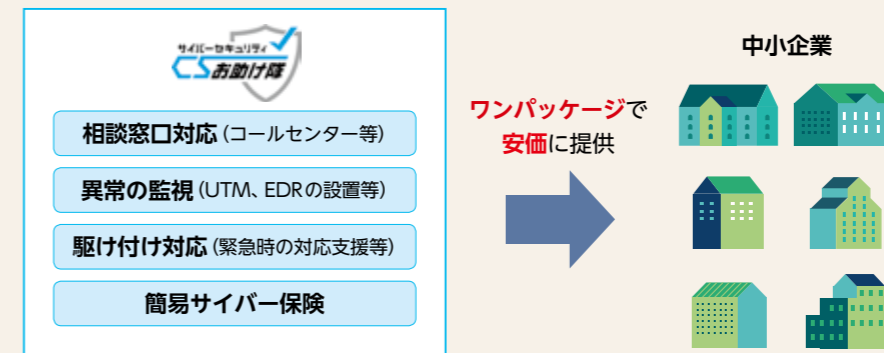 サイバーセキュリティ
CSお助け隊
相談窓口対応(コールセンター等)
異常の監視(UTM、EDRの設置等)
駆け付け対応(緊急時の対応支援等)
簡易サイバー保険
ワンパッケージで
安価に提供
中小企業